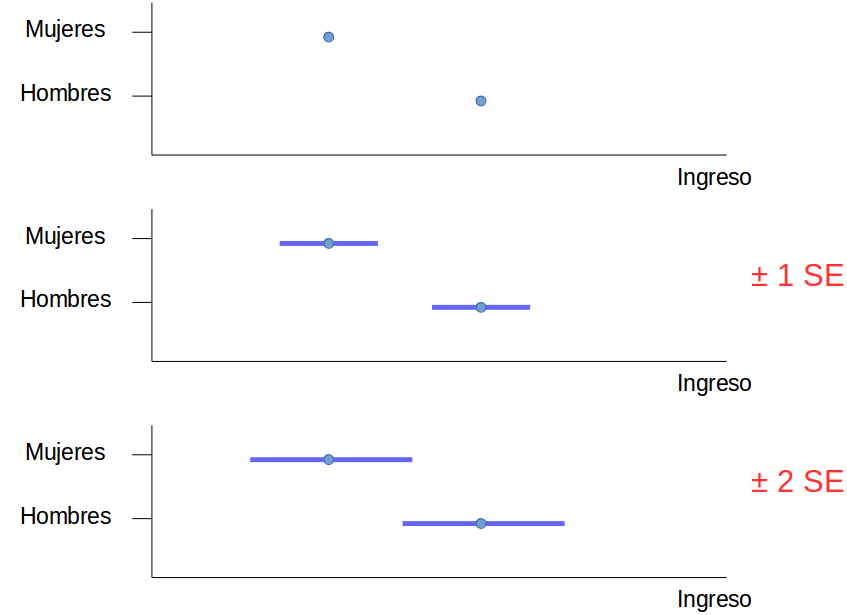 Mujeres
Hombres
Ingreso
Mujeres
± 1 SE
Hombres
Ingreso
Mujeres
± 2 SE
Hombres
Ingreso